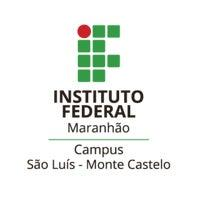 INSTITUTO
FEDERAL
Maranhão
Campus
São Luís - Monte Castelo